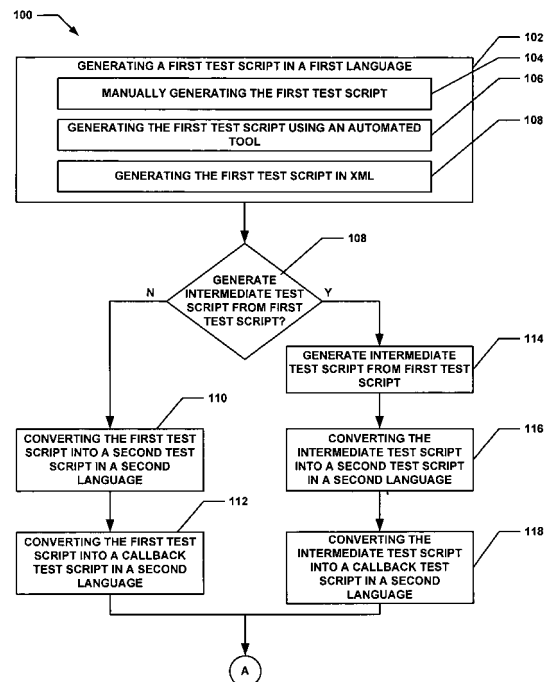 100
102
GENERATING A FIRST TEST SCRIPT IN A FIRST LANGUAGE
104
MANUALLY GENERATING THE FIRST TEST SCRIPT
106
GENERATING THE FIRST TEST SCRIPT USING AN AUTOMATED
TOOL
108
GENERATING THE FIRST TEST SCRIPT IN XML
108
GENERATE
INTERMEDIATE TEST
SCRIPT FROM FIRST
TEST SCRIPT?
N
Y
114
GENERATE INTERMEDIATE
TEST SCRIPT FROM FIRST TEST
SCRIPT
110
CONVERTING THE FIRST TEST
SCRIPT INTO A SECOND TEST
SCRIPT IN A SECOND
LANGUAGE
116
CONVERTING THE
INTERMEDIATE TEST SCRIPT
INTO A SECOND TEST SCRIPT
IN A SECOND LANGUAGE
112
CONVERTING THE FIRST TEST
SCRIPT INTO A CALLBACK
TEST SCRIPT IN A SECOND
LANGUAGE
118
CONVERTING THE
INTERMEDIATE TEST SCRIPT
INTO A CALLBACK TEST
SCRIPT IN A SECOND
LANGUAGE
A